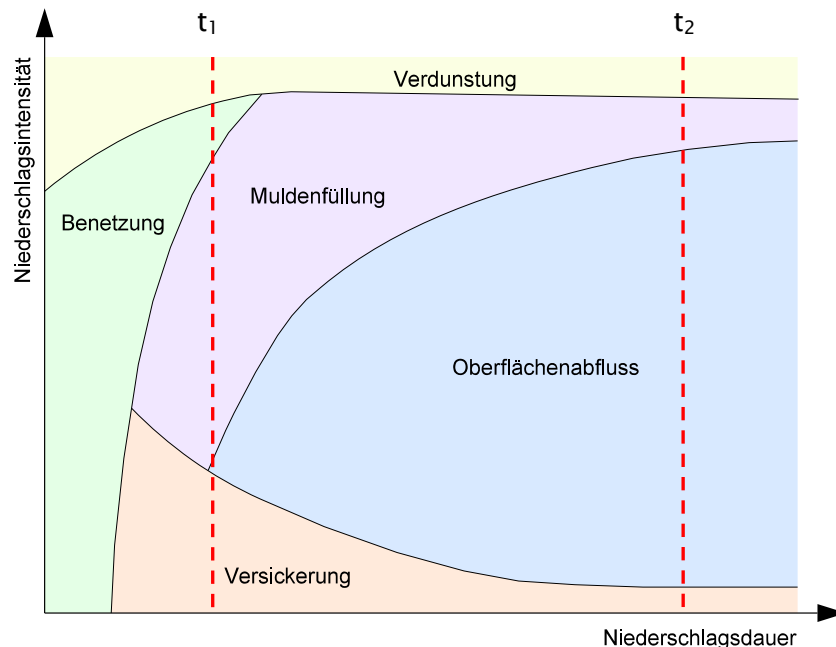 t1
t2
Verdunstung
Niederschlagsintensität
Muldenfüllung
Benetzung
Oberflächenabfluss
Versickerung
Niederschlagsdauer